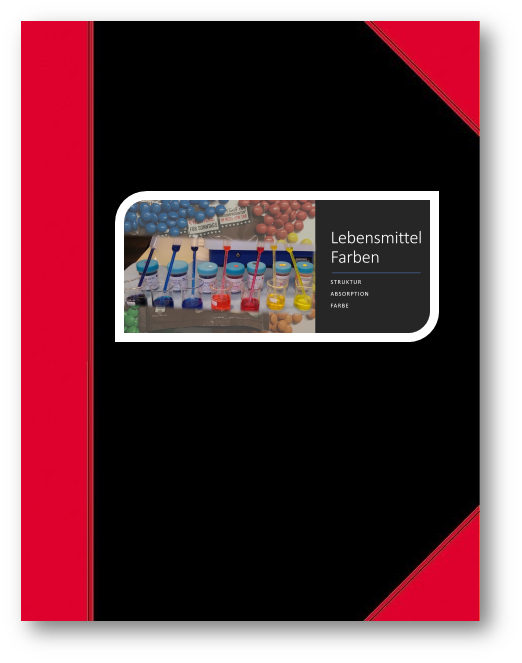 Lebensmittel
Farben
STRUKTUR
ABSORPTION
FARBE